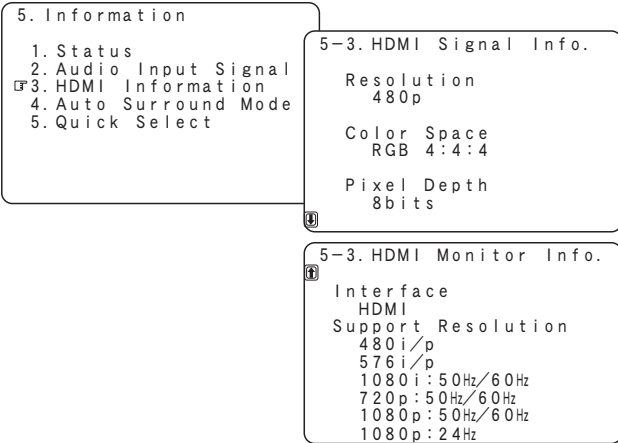 5. Information
1. Status
2. Audio Input Signal
☞3. HDMI Information
4. Auto Surround Mode
5. Quick Select
5-3. HDMI Signal Info.
Resolution
480p
Color Space
RGB 4:4:4
Pixel Depth
8bits
5-3. HDMI Monitor Info.
Interface
HDMI
Support Resolution
480i/p
576i/p
1080i:50Hz/60Hz
720p:50Hz/60Hz
1080p:50Hz/60Hz
1080p:24Hz